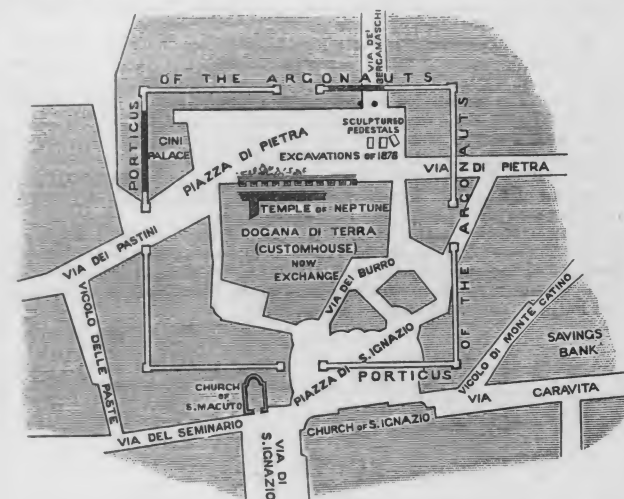 VIA DEI
BERGAMASCHI
OF THE ARGONAUTS
PORTICUS
OF THE ARGONAUTS
SCULPTURED
PEDESTALS
CINI
PALACE
PIAZZA DI PIETRA
EXCAVATIONS OF 1878
VIA DI PIETRA
TEMPLE OF NEPTUNE
DOGANA DI TERRA
(CUSTOMHOUSE)
NOW
EXCHANGE
VIA DEI PASTINI
VIA DEI BURRO
VICOLO DELLE PASTE
VICOLO DI MONTE CATINO
SAVINGS
BANK
PIAZZA DI S. IGNAZIO
PORTICUS
CHURCH
OF
S. MACUTO
VIA CARAVITA
VIA DEL SEMINARIO
CHURCH OF S. IGNAZIO
VIA DI
S. IGNAZIO